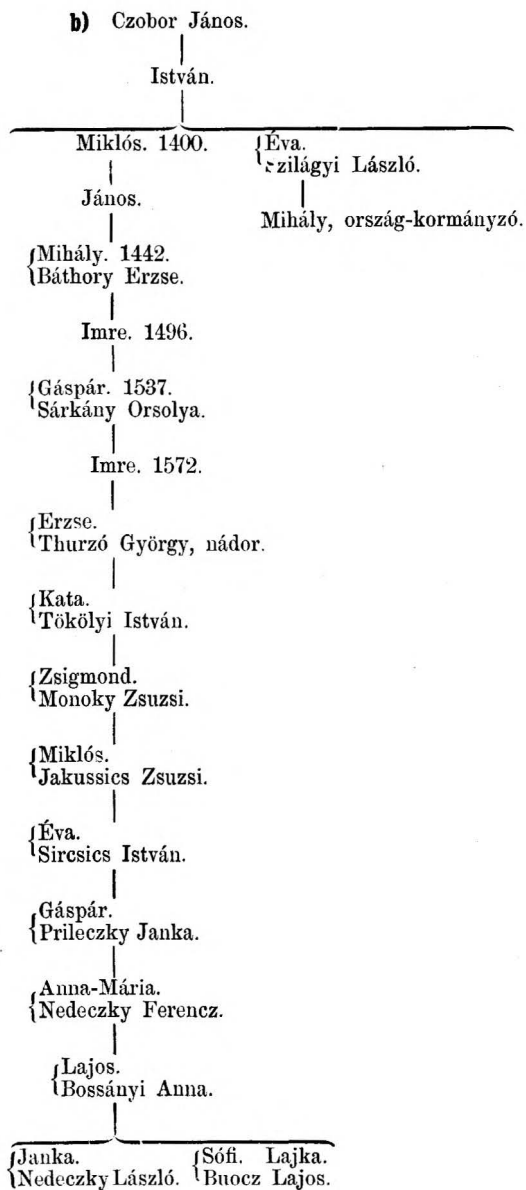 b) Czobor János.
István.
Miklós. 1400.
János.
Éva.
Szilágyi László.
Mihály, ország-kormányzó.
Mihály. 1442.
Báthory Erzse.
Imre. 1496.
Gáspár. 1537.
Sárkány Orsolya.
Imre. 1572.
Erzse.
Thurzó György, nádor.
Kata.
Tökölyi István.
Zsigmond.
Monoky Zsuzsi.
Miklós.
Jakussics Zsuzsi.
Éva.
Sircsics István.
Gáspár.
Prileczky Janka.
Anna-Mária.
Nedeczky Ferencz.
Lajos.
Bossányi Anna.
Janka.
Nedeczky László.
Sófi. Lajka.
Buocz Lajos.